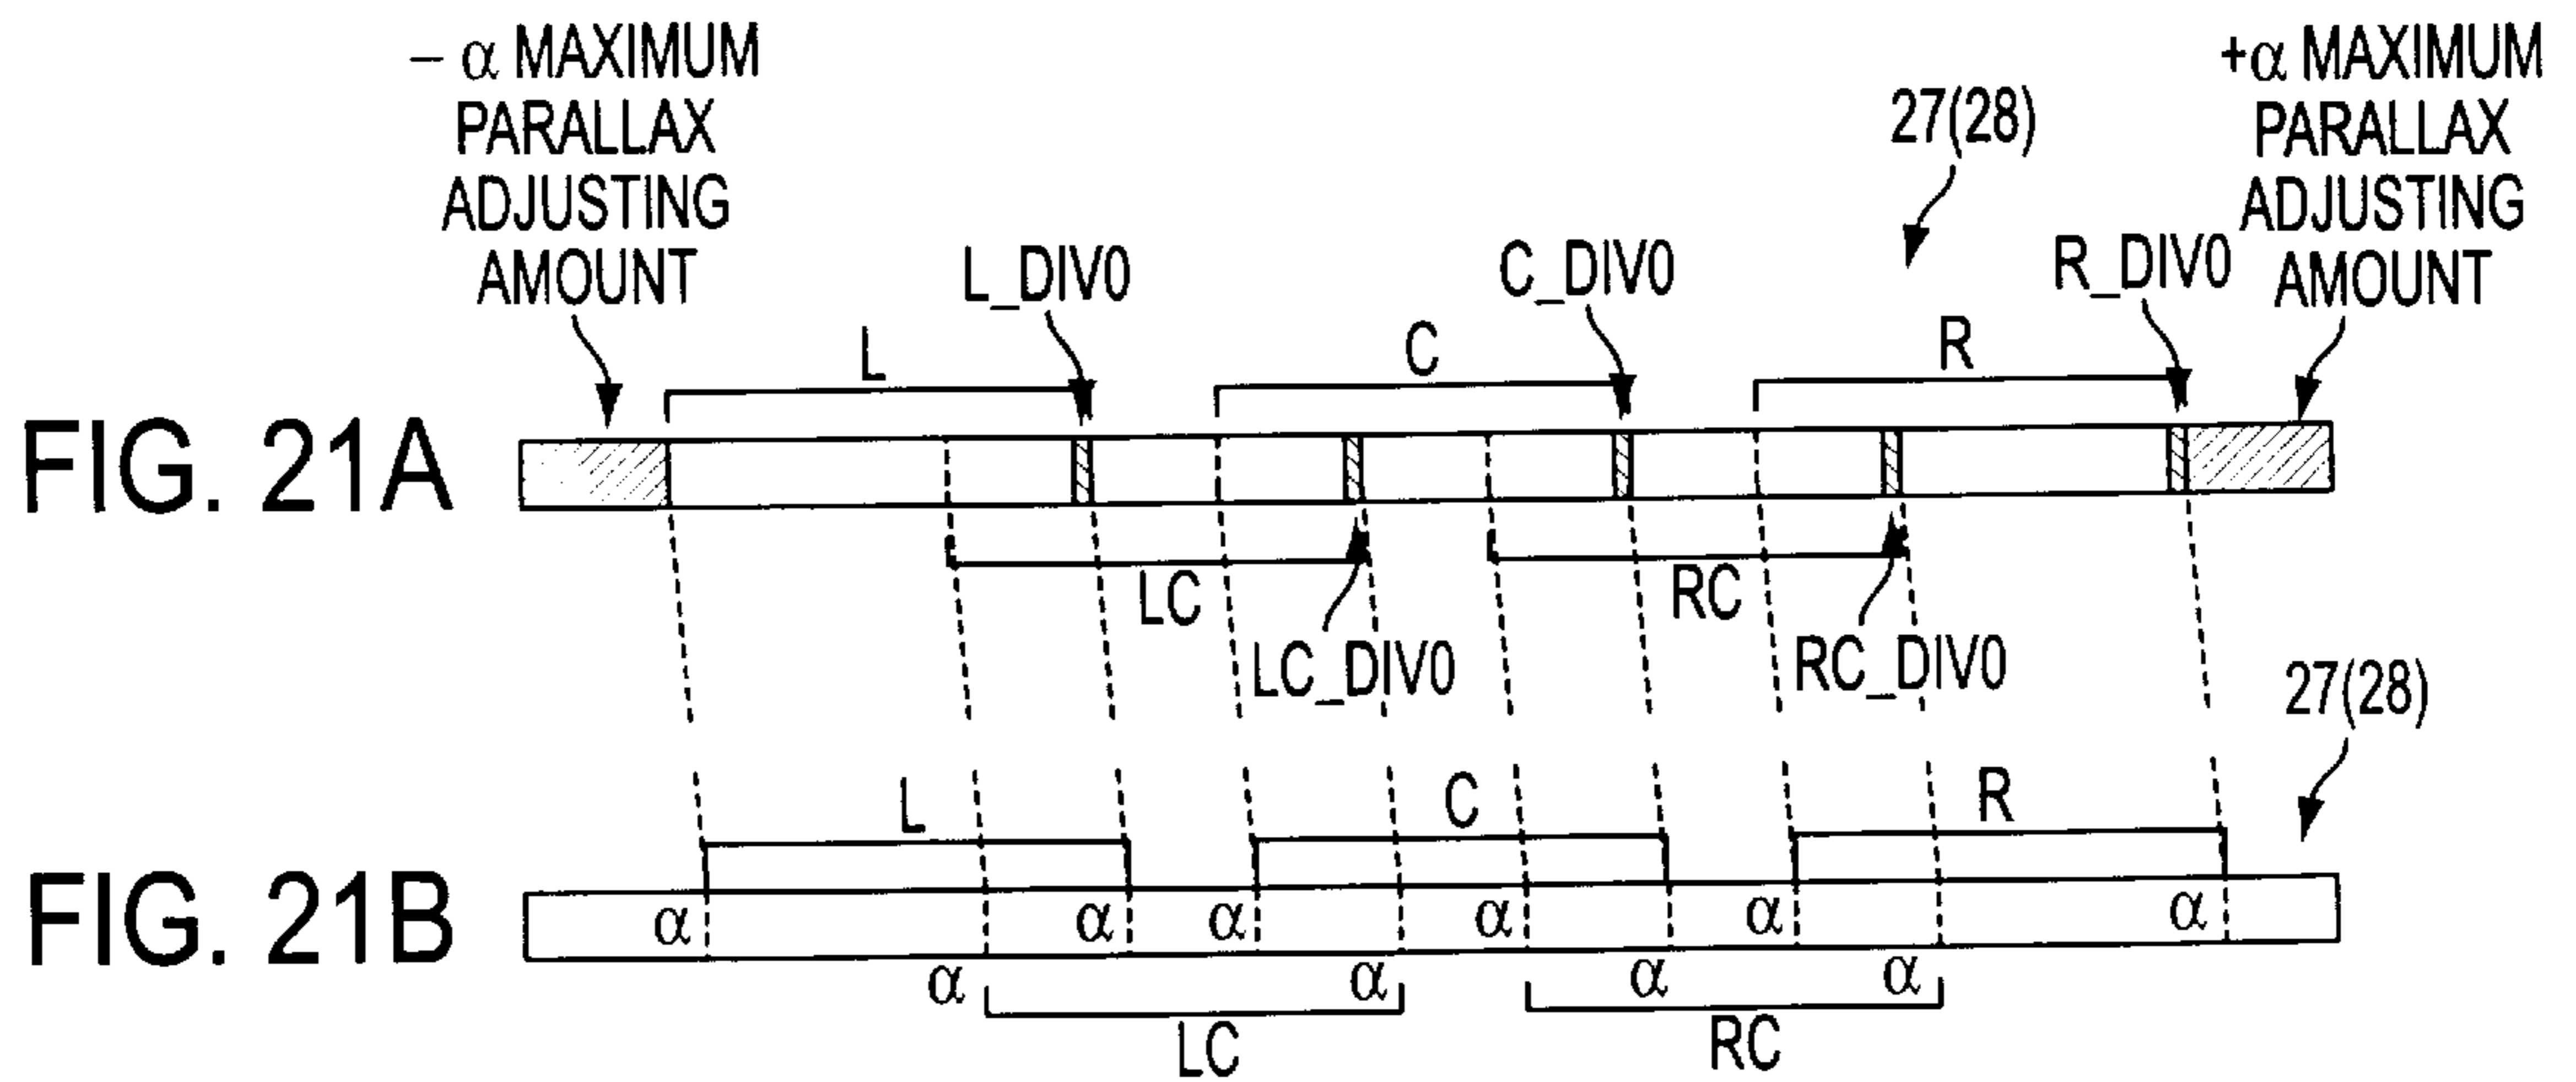 – α MAXIMUM
PARALLAX
ADJUSTING
AMOUNT
+α MAXIMUM
PARALLAX
ADJUSTING
AMOUNT
27(28)
L_DIV0
C_DIV0
R_DIV0
L
C
R
FIG. 21A
LC
RC
LC_DIV0
RC_DIV0
27(28)
L
C
R
FIG. 21B
α α α α α α
α α α α
LC
RC